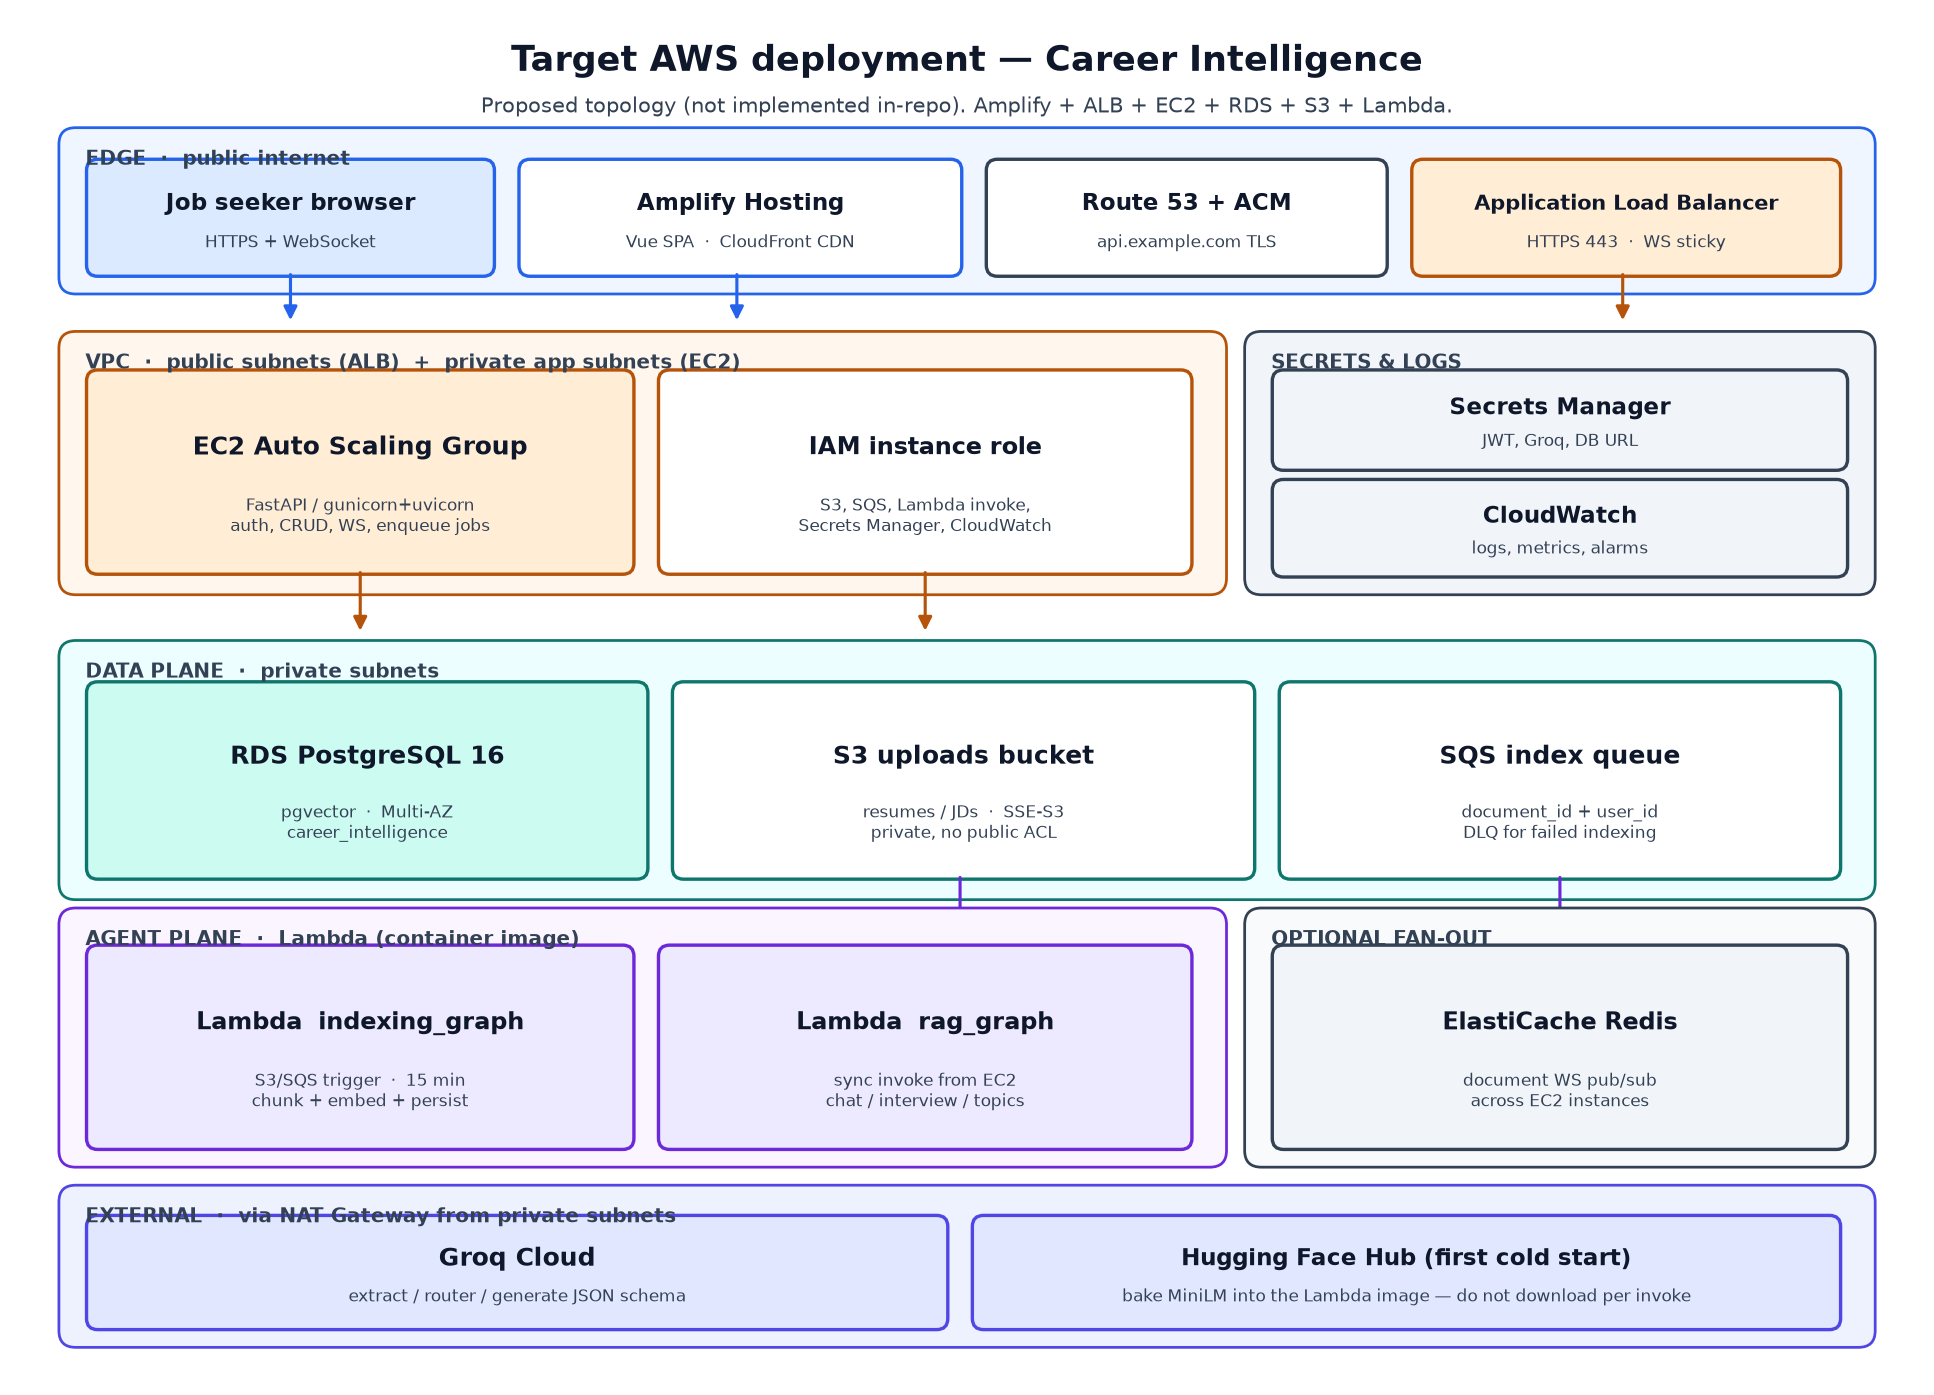 Target AWS deployment — Career Intelligence
Proposed topology (not implemented in-repo). Amplify + ALB + EC2 + RDS + S3 + Lambda.
EDGE · public internet
Job seeker browser
HTTPS + WebSocket
Amplify Hosting
Vue SPA · CloudFront CDN
Route 53 + ACM
api.example.com TLS
Application Load Balancer
HTTPS 443 · WS sticky
VPC · public subnets (ALB) + private app subnets (EC2)
EC2 Auto Scaling Group
FastAPI / gunicorn+uvicorn
auth, CRUD, WS, enqueue jobs
IAM instance role
S3, SQS, Lambda invoke,
Secrets Manager, CloudWatch
SECRETS & LOGS
Secrets Manager
JWT, Groq, DB URL
CloudWatch
logs, metrics, alarms
DATA PLANE · private subnets
RDS PostgreSQL 16
pgvector · Multi-AZ
career_intelligence
S3 uploads bucket
resumes / JDs · SSE-S3
private, no public ACL
SQS index queue
document_id + user_id
DLQ for failed indexing
AGENT PLANE · Lambda (container image)
Lambda indexing_graph
S3/SQS trigger · 15 min
chunk + embed + persist
Lambda rag_graph
sync invoke from EC2
chat / interview / topics
OPTIONAL FAN-OUT
ElastiCache Redis
document WS pub/sub
across EC2 instances
EXTERNAL · via NAT Gateway from private subnets
Groq Cloud
extract / router / generate JSON schema
Hugging Face Hub (first cold start)
bake MiniLM into the Lambda image — do not download per invoke